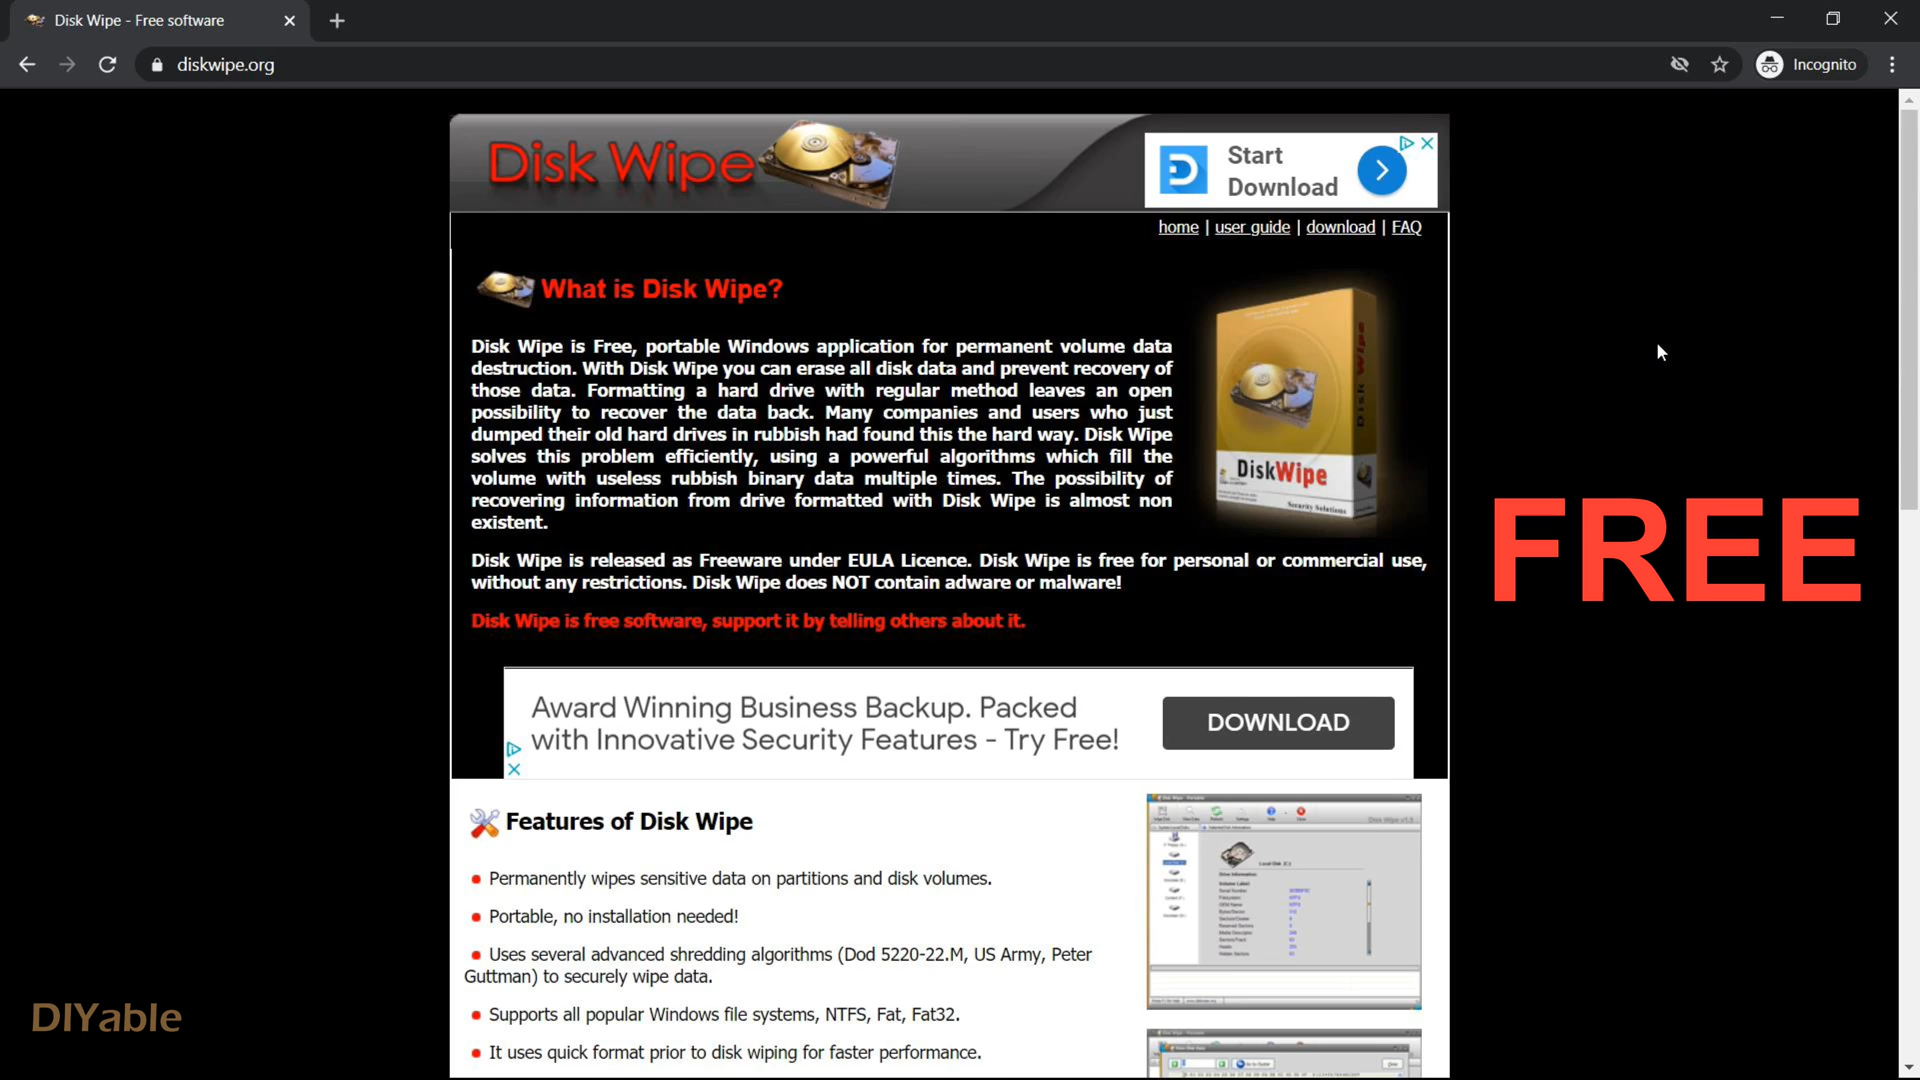 Disk Wipe - Free software
diskwipe.org
Incognito
Disk Wipe
Start
Download
home | user guide | download | FAQ
What is Disk Wipe?
Disk Wipe is Free, portable Windows application for permanent volume data
destruction. With Disk Wipe you can erase all disk data and prevent recovery of
those data. Formatting a hard drive with regular method leaves an open
possibility to recover the data back. Many companies and users who just
dumped their old hard drives in rubbish had found this the hard way. Disk Wipe
solves this problem efficiently, using a powerful algorithms which fill the
volume with useless rubbish binary data multiple times. The possibility of
recovering information from drive formatted with Disk Wipe is almost non
existent.
Disk Wipe
DiskWipe
Security Solutions
FREE
Disk Wipe is released as Freeware under EULA Licence. Disk Wipe is free for personal or commercial use,
without any restrictions. Disk Wipe does NOT contain adware or malware!
Disk Wipe is free software, support it by telling others about it.
Award Winning Business Backup. Packed
with Innovative Security Features - Try Free!
DOWNLOAD
Features of Disk Wipe
Permanently wipes sensitive data on partitions and disk volumes.
Portable, no installation needed!
Uses several advanced shredding algorithms (Dod 5220-22.M, US Army, Peter
Guttman) to securely wipe data.
Supports all popular Windows file systems, NTFS, Fat, Fat32.
It uses quick format prior to disk wiping for faster performance.
DIYable